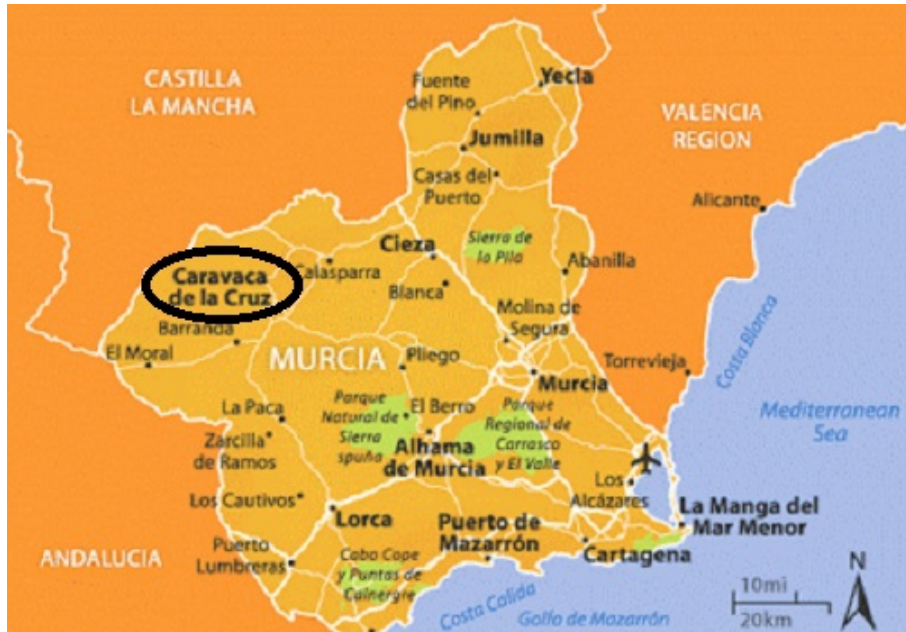 CASTILLA
LA MANCHA
Fuente
del Pino
Yecla
VALENCIA
REGION
Jumilla
Casas del
Puerto
Alicante
Sierra de
la Pila
Cieza
Caravaca
de la Cruz
Calasparra
Abanilla
Blanca
Molina de
Segura
Costa Blanca
Barranda
El Moral
MURCIA
Pliego
Torrevieja
Murcia
Mediterranean
Sea
La Paca
Parque
Natural de
Sierra
spuña
El Berro
Parque
Regional de
Carrasco
y El Valle
Zarcilla
de Ramos
Alhama
de Murcia
Los
Alcázares
Los Cautivos
Lorca
Puerto de
Mazarrón
La Manga del
Mar Menor
Cartagena
ANDALUCIA
Puerto
Lumbreras
Cabo Cope
y Puntas de
Calnegre
Costa Calida
Golfo de Mazarrón
N
10mi
20km